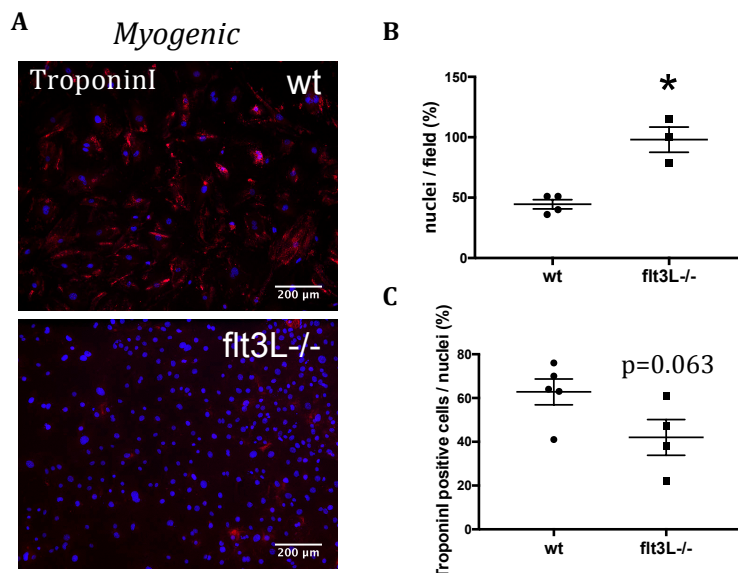 A
Myogenic
TroponinI
wt
200 µm
flt3L-/-
200 µm
B
nuclei / field (%)
150
100
50
0
*
wt
flt3L-/-
C
TroponinI positive cells / nuclei (%)
80
60
40
20
0
p=0.063
wt
flt3L-/-